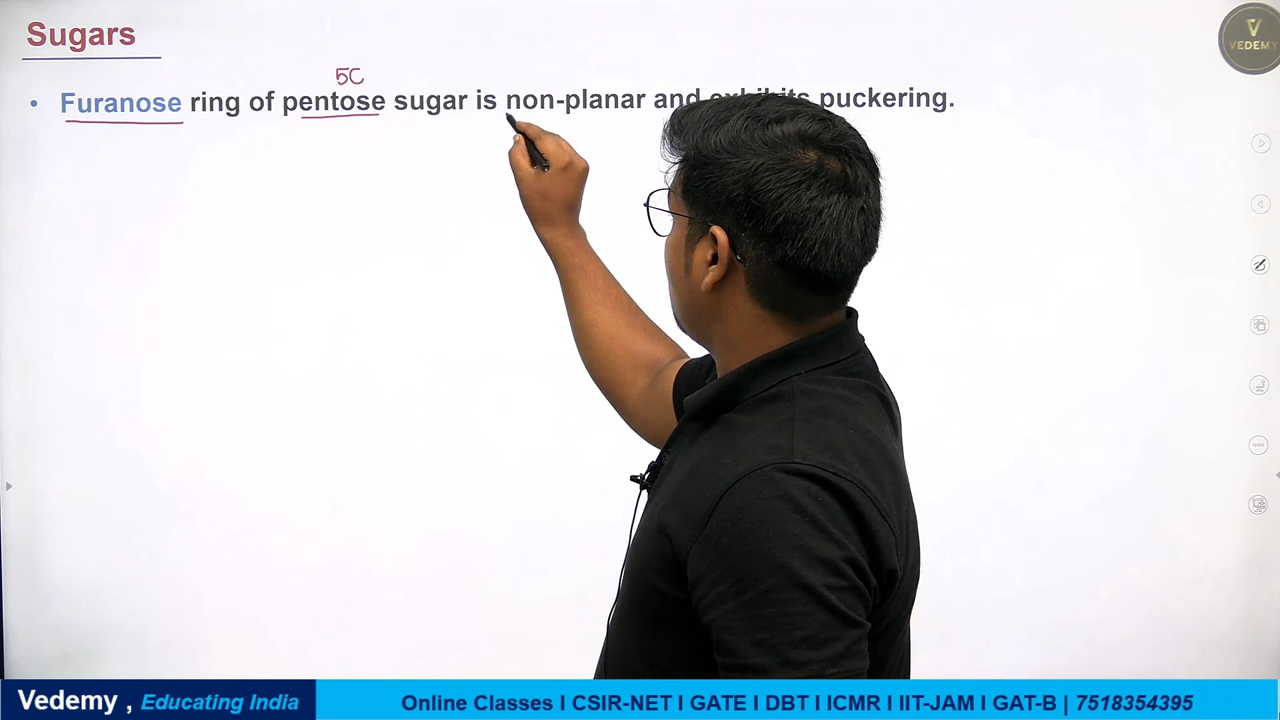 Sugars
V
VEDEMY
5C
• Furanose ring of pentose sugar is non-planar and exhibits puckering.
Vedemy , Educating India
Online Classes I CSIR-NET I GATE I DBT I ICMR I IIT-JAM I GAT-B | 7518354395